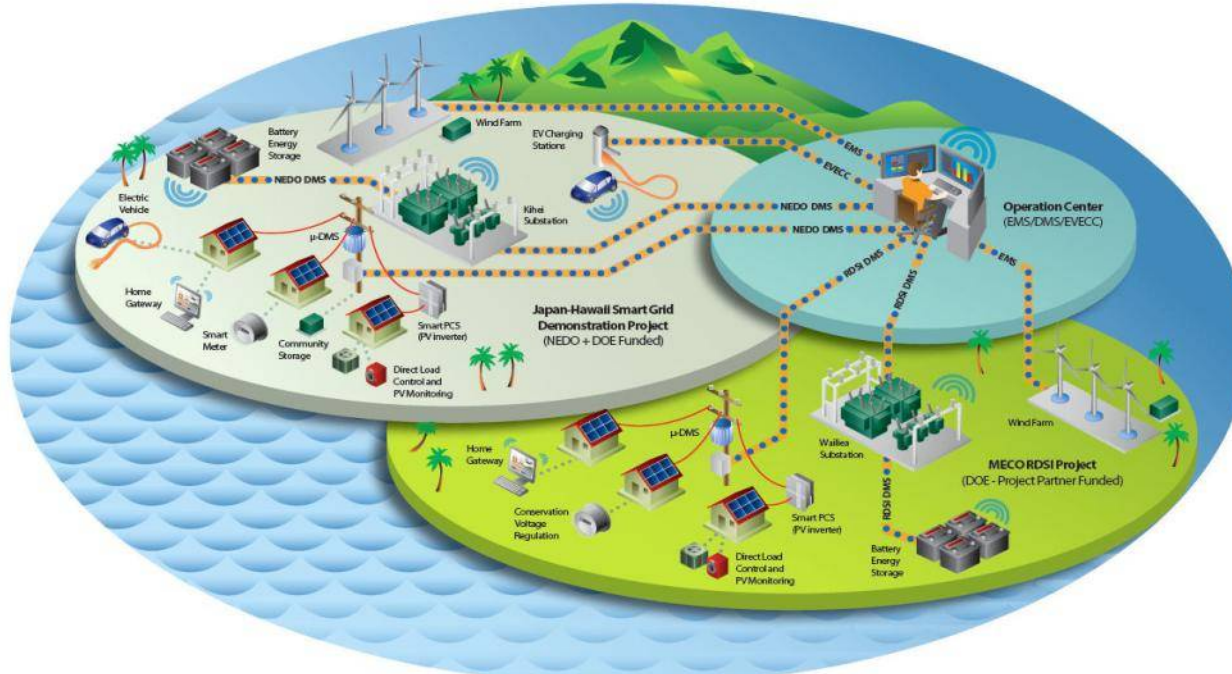 Battery
Energy
Storage
Wind Farm
EV Charging
Stations
EMS
EVECC
NEDO DMS
Electric
Vehicle
Kihei
Substation
NEDO DMS
NEDO DMS
Operation Center
(EMS/DMS/EVECC)
μ-DMS
Home
Gateway
Smart
Meter
Community
Storage
Smart PCS
(PV inverter)
Direct Load
Control and
PV Monitoring
Japan-Hawaii Smart Grid
Demonstration Project
(NEDO + DOE Funded)
RDSI DMS
RDSI DMS
EMS
Home
Gateway
μ-DMS
Conservation
Voltage
Regulation
Smart PCS
(PV inverter)
Direct Load
Control and
PV Monitoring
Wailiea
Substation
Wind Farm
MECO RDSI Project
(DOE - Project Partner Funded)
RDSI DMS
Battery
Energy
Storage